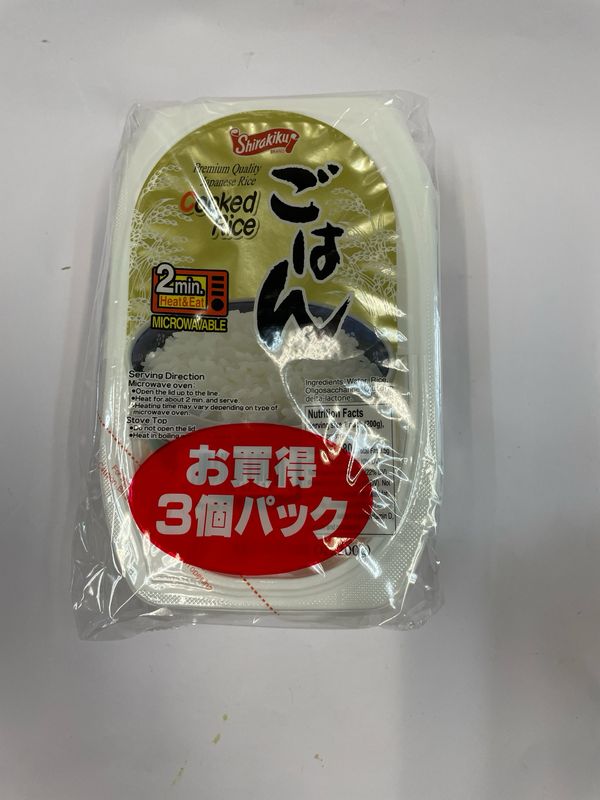 Shirakiku
BRAND
Premium Quality
Japanese Rice
Cooked
Rice
ごはん
2 min.
Heat & Eat
MICROWAVABLE
Serving Direction
Microwave oven:
●Open the lid up to the line.
●Heat for about 2 min. and serve.
●Heating time may vary depending on type of
microwave oven.
Stove Top
●Do not open the lid.
●Heat in boiling
Ingredients: Water, Rice,
Oligosaccharide,
delta-lactone.
Nutrition Facts
お買得
3個パック